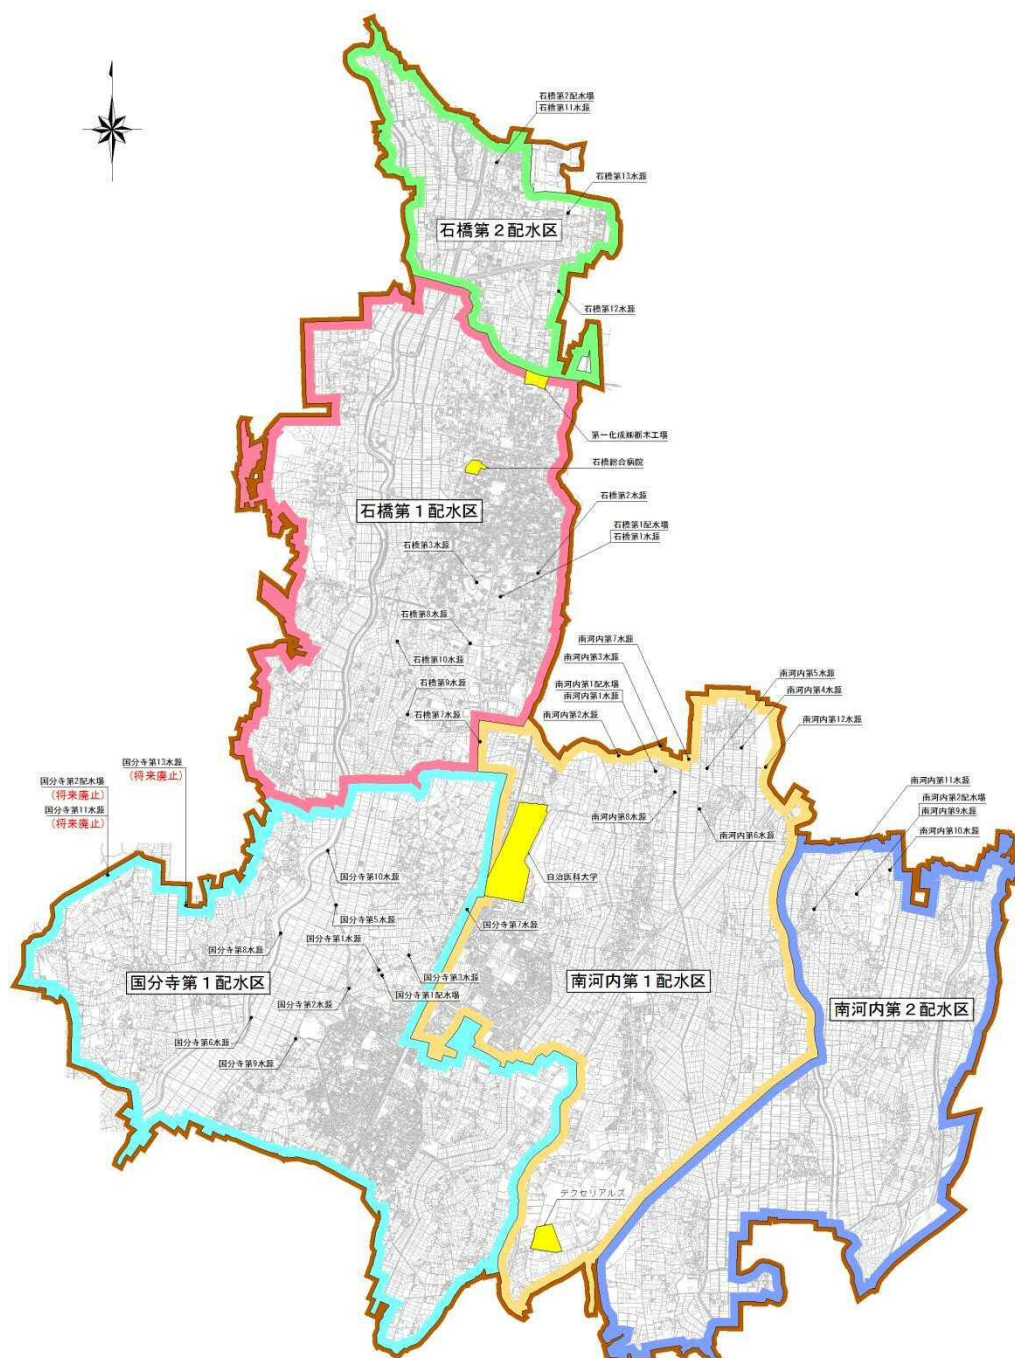 石橋第2配水場
石橋第11水源
石橋第13水源
石橋第２配水区
石橋第12水源
第一化成㈱栃木工場
石橋総合病院
石橋第2水源
石橋第１配水区
石橋第1配水場
石橋第1水源
石橋第3水源
石橋第8水源
石橋第10水源
石橋第9水源
石橋第7水源
南河内第7水源
南河内第3水源
南河内第1配水場
南河内第1水源
南河内第2水源
南河内第5水源
南河内第4水源
南河内第12水源
国分寺第13水源
(将来廃止)
国分寺第2配水場
(将来廃止)
国分寺第11水源
(将来廃止)
南河内第11水源
南河内第2配水場
南河内第9水源
南河内第10水源
南河内第8水源
南河内第6水源
自治医科大学
国分寺第10水源
国分寺第5水源
国分寺第7水源
国分寺第8水源
国分寺第1水源
国分寺第3水源
国分寺第１配水区
国分寺第1配水場
国分寺第2水源
南河内第１配水区
南河内第２配水区
国分寺第6水源
国分寺第9水源
デクセリアルズ